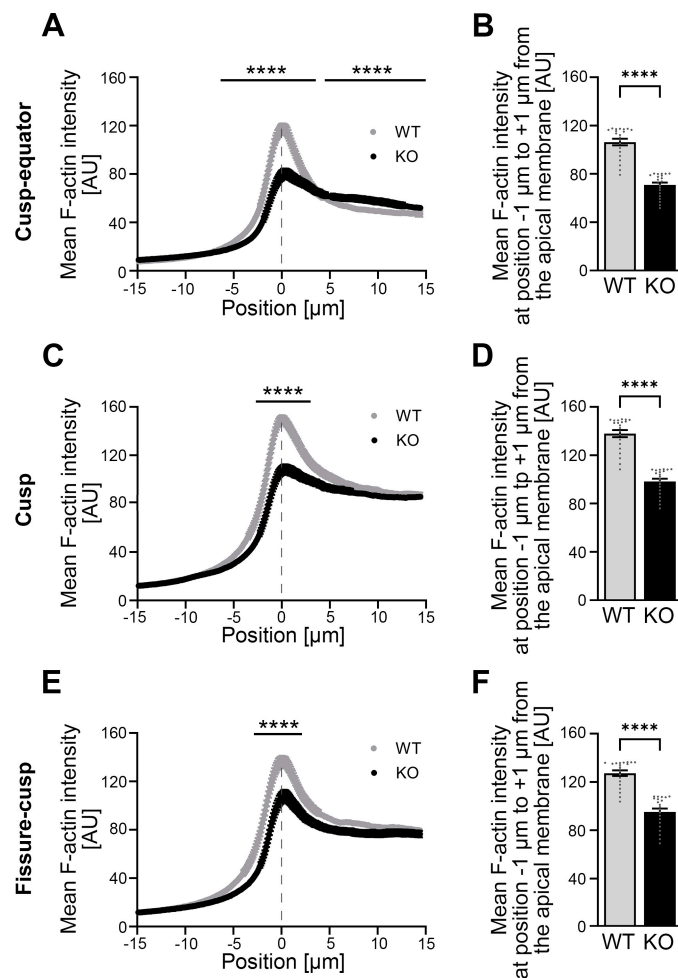 A
B
Cusp-equator
Mean F-actin intensity
[AU]
160
120
80
40
0
****
****
WT
KO
-15
-10
-5
0
5
10
15
Position [µm]
Mean F-actin intensity
at position -1 µm to +1 µm from
the apical membrane [AU]
160
120
80
40
0
****
WT
KO
C
D
Cusp
Mean F-actin intensity
[AU]
160
120
80
40
0
****
WT
KO
-15
-10
-5
0
5
10
15
Position [µm]
Mean F-actin intensity
at position -1 µm tp +1 µm from
the apical membrane [AU]
160
120
80
40
0
****
WT
KO
E
F
Fissure-cusp
Mean F-actin intensity
[AU]
160
120
80
40
0
****
WT
KO
-15
-10
-5
0
5
10
15
Position [µm]
Mean F-actin intensity
at position -1 µm to +1 µm from
the apical membrane [AU]
160
120
80
40
0
****
WT
KO